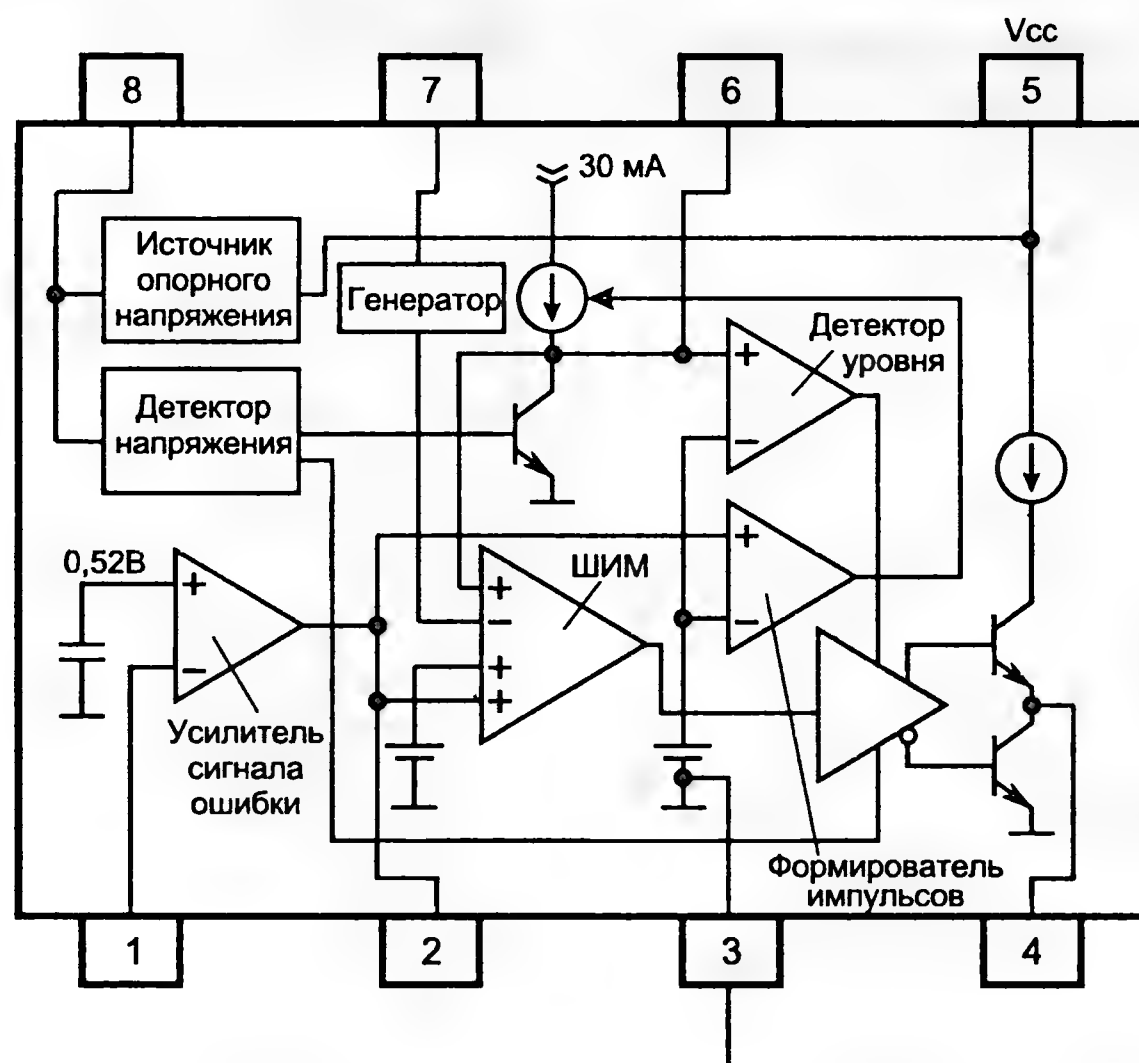 Vcc
8
7
6
5
30 мА
Источник
опорного
напряжения
Генератор
Детектор
уровня
+
−
Детектор
напряжения
0,52В
+
−
Усилитель
сигнала
ошибки
ШИМ
+
−
+
+
+
−
Формирователь
импульсов
1
2
3
4